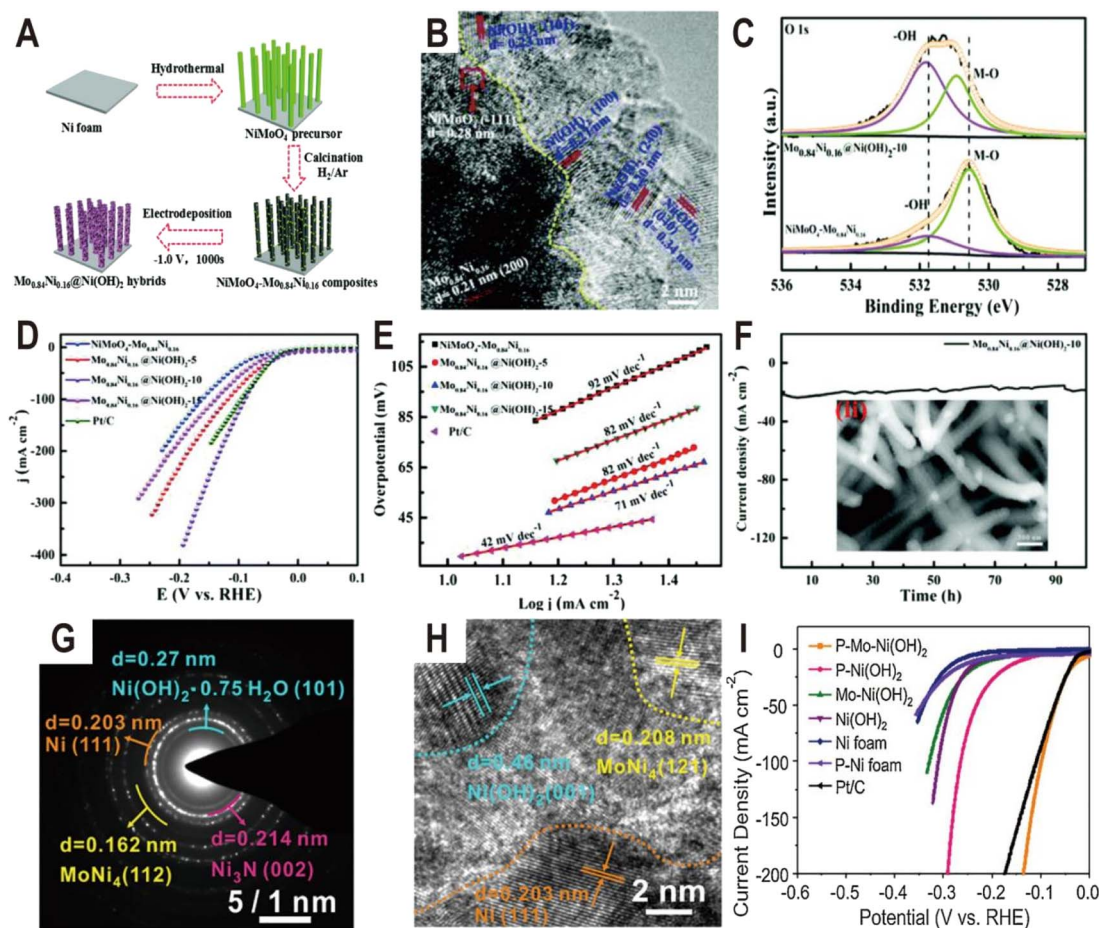 A
Ni foam
Hydrothermal
NiMoO₄ precursor
Calcination
H₂/Ar
NiMoO₄-Mo₀.₈₄Ni₀.₁₆ composites
Electrodeposition
-1.0 V, 1000s
Mo₀.₈₄Ni₀.₁₆@Ni(OH)₂ hybrids
B
d= 0.23 nm
d= 0.28 nm
Mo₀.₈₄Ni₀.₁₆
d= 0.21 nm (200)
d= 0.34 nm
2 nm
C
O 1s
-OH
M-O
Mo₀.₈₄Ni₀.₁₆@Ni(OH)₂-10
M-O
-OH
NiMoO₄-Mo₀.₈₄Ni₀.₁₆
Intensity (a.u.)
536 534 532 530 528
Binding Energy (eV)
D
NiMoO₄-Mo₀.₈₄Ni₀.₁₆
Mo₀.₈₄Ni₀.₁₆@Ni(OH)₂-5
Mo₀.₈₄Ni₀.₁₆@Ni(OH)₂-10
Mo₀.₈₄Ni₀.₁₆@Ni(OH)₂-15
Pt/C
j (mA cm⁻²)
0
-100
-200
-300
-400
-0.4 -0.3 -0.2 -0.1 0.0 0.1
E (V vs. RHE)
E
NiMoO₄-Mo₀.₈₄Ni₀.₁₆
Mo₀.₈₄Ni₀.₁₆@Ni(OH)₂-5
Mo₀.₈₄Ni₀.₁₆@Ni(OH)₂-10
Mo₀.₈₄Ni₀.₁₆@Ni(OH)₂-15
Pt/C
92 mV dec⁻¹
82 mV dec⁻¹
82 mV dec⁻¹
71 mV dec⁻¹
42 mV dec⁻¹
Overpotential (mV)
105
85
65
45
1.0 1.1 1.2 1.3 1.4 1.5
Log j (mA cm⁻²)
F
Mo₀.₈₄Ni₀.₁₆@Ni(OH)₂-10
(ii)
Current density (mA cm⁻²)
20
-20
-60
-100
-140
10 30 50 70 90
Time (h)
G
d=0.27 nm
Ni(OH)₂-0.75 H₂O (101)
d=0.203 nm
Ni (111)
d=0.162 nm
MoNi₄(112)
d=0.214 nm
Ni₃N (002)
5 / 1 nm
H
d=0.46 nm
Ni(OH)₂(001)
d=0.208 nm
MoNi₄(121)
d=0.203 nm
Ni (111)
2 nm
I
P-Mo-Ni(OH)₂
P-Ni(OH)₂
Mo-Ni(OH)₂
Ni(OH)₂
Ni foam
P-Ni foam
Pt/C
Current Density (mA cm⁻²)
0
-50
-100
-150
-200
-0.6 -0.5 -0.4 -0.3 -0.2 -0.1 0.0
Potential (V vs. RHE)